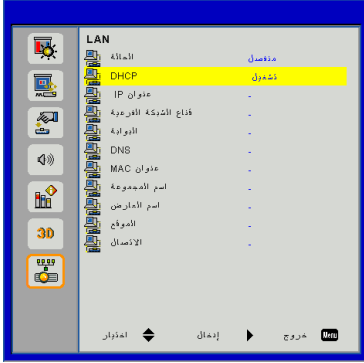 LAN
الحالة منفصل
DHCP تشغيل
عنوان IP -
قناع الشبكة الفرعية -
البوابة -
DNS -
عنوان MAC -
اسم المجموعة -
اسم العارض -
الموقع -
الاتصال -
3D
اختيار إدخال خروج Menu